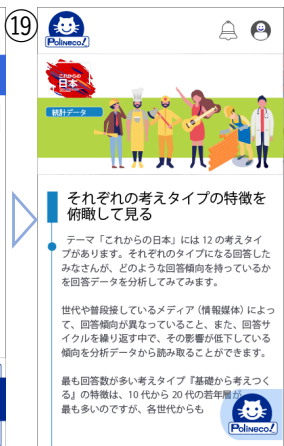 ⑲
Polineco!
これからの
日本
統計データ
それぞれの考えタイプの特徴を
俯瞰して見る
テーマ「これからの日本」には 12 の考えタイ
プがあります。それぞれのタイプになる回答した
みなさんが、どのような回答傾向を持っているか
を回答データを分析してみてみます。
世代や普段接しているメディア（情報媒体）によっ
て、回答傾向が異なっていること、また、回答サ
イクルを繰り返す中で、その影響が低下している
傾向を分析データから読み取ることができます。
最も回答数が多い考えタイプ『基礎から考えつく
る』の特徴は、10 代から 20 代の若年層が
最も多いのですが、各世代からも
Polineco!